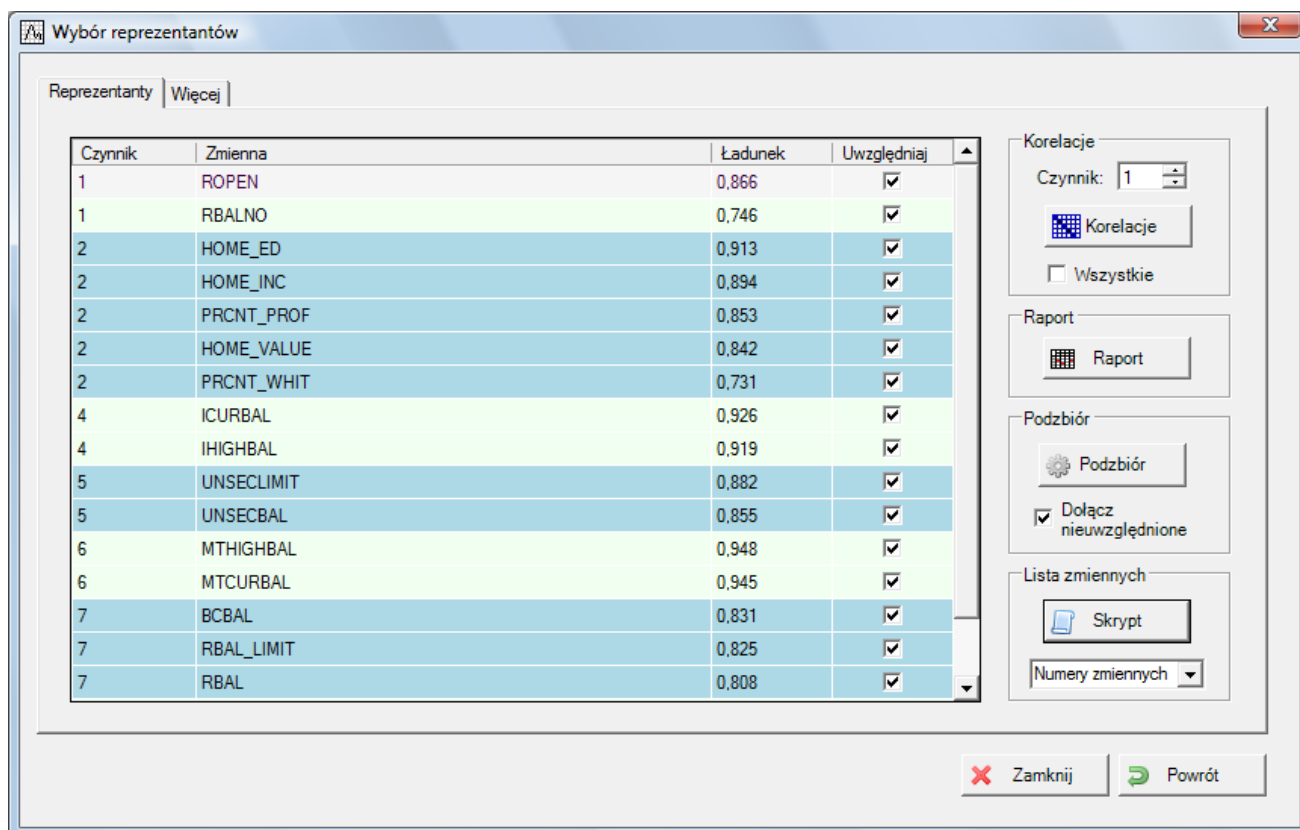 Wybór reprezentantów
Reprezentanty Więcej
Czynnik Zmienna Ładunek Uwzględniaj
1 ROPEN 0,866
1 RBALNO 0,746
2 HOME_ED 0,913
2 HOME_INC 0,894
2 PRCNT_PROF 0,853
2 HOME_VALUE 0,842
2 PRCNT_WHIT 0,731
4 ICURBAL 0,926
4 IHIGHBAL 0,919
5 UNSECLIMIT 0,882
5 UNSECBAL 0,855
6 MTHIGHBAL 0,948
6 MTCURBAL 0,945
7 BCBAL 0,831
7 RBAL_LIMIT 0,825
7 RBAL 0,808
Korelacje
Czynnik: 1
Korelacje
Wszystkie
Raport
Raport
Podzbiór
Podzbiór
Dołącz
nieuwzględnione
Lista zmiennych
Skrypt
Numery zmiennych
Zamknij Powrót